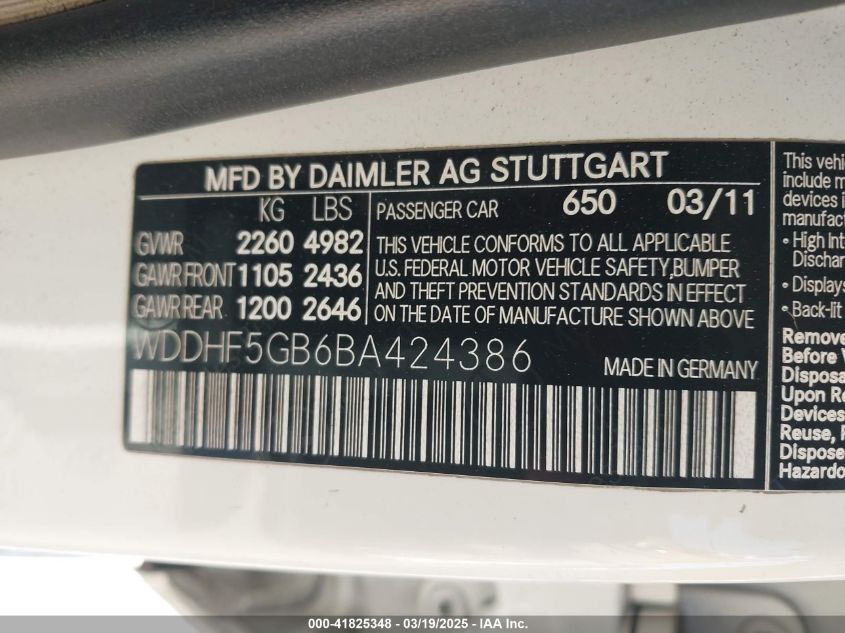 MFD BY DAIMLER AG STUTTGART
KG LBS
GVWR 2260 4982
GAWR FRONT 1105 2436
GAWR REAR 1200 2646
PASSENGER CAR 650 03/11
THIS VEHICLE CONFORMS TO ALL APPLICABLE
U.S. FEDERAL MOTOR VEHICLE SAFETY,BUMPER
AND THEFT PREVENTION STANDARDS IN EFFECT
ON THE DATE OF MANUFACTURE SHOWN ABOVE
WDDHF5GB6BA424386
MADE IN GERMANY
This vehi
include m
devices i
manufact
• High Int
Dischar
• Displays
• Back-lit
Remove
Before V
Disposa
Upon Re
Devices
Reuse, R
Dispose
Hazardo
000-41825348 - 03/19/2025 - IAAI.com